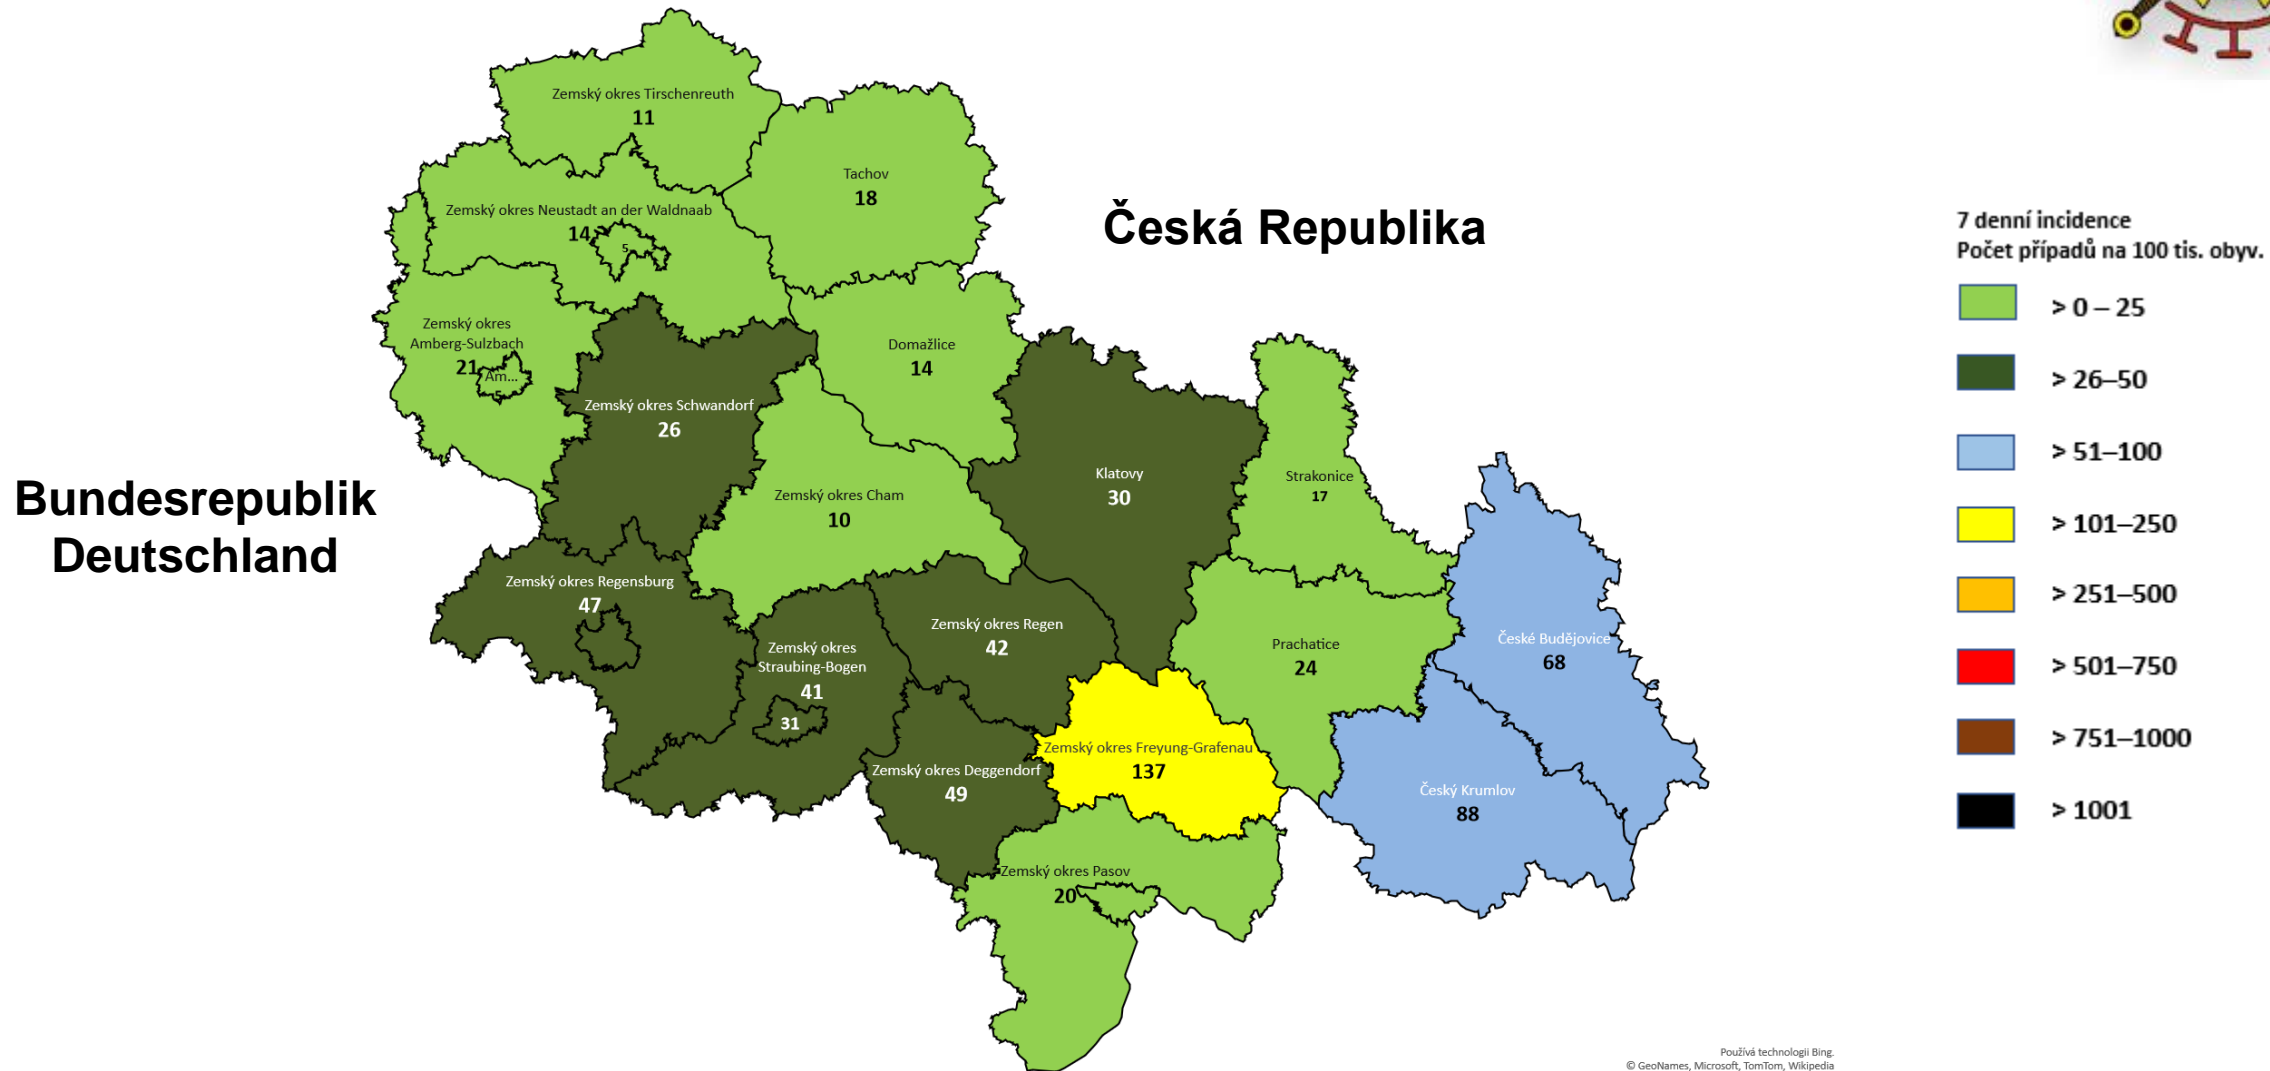 Zemský okres Tirschenreuth
11
Tachov
18
Česká Republika
Zemský okres Neustadt an der Waldnaab
14
5
Zemský okres
Amberg-Sulzbach
21
Am...
5
Domažlice
14
Zemský okres Schwandorf
26
Bundesrepublik
Deutschland
Zemský okres Cham
10
Klatovy
30
Strakonice
17
Zemský okres Regensburg
47
Zemský okres
Straubing-Bogen
41
31
Zemský okres Regen
42
Prachatice
24
České Budějovice
68
Zemský okres Deggendorf
49
Zemský okres Freyung-Grafenau
137
Český Krumlov
88
Zemský okres Pasov
20
7 denní incidence
Počet případů na 100 tis. obyv.
> 0 – 25
> 26–50
> 51–100
> 101–250
> 251–500
> 501–750
> 751–1000
> 1001
Používá technologii Bing.
© GeoNames, Microsoft, TomTom, Wikipedia